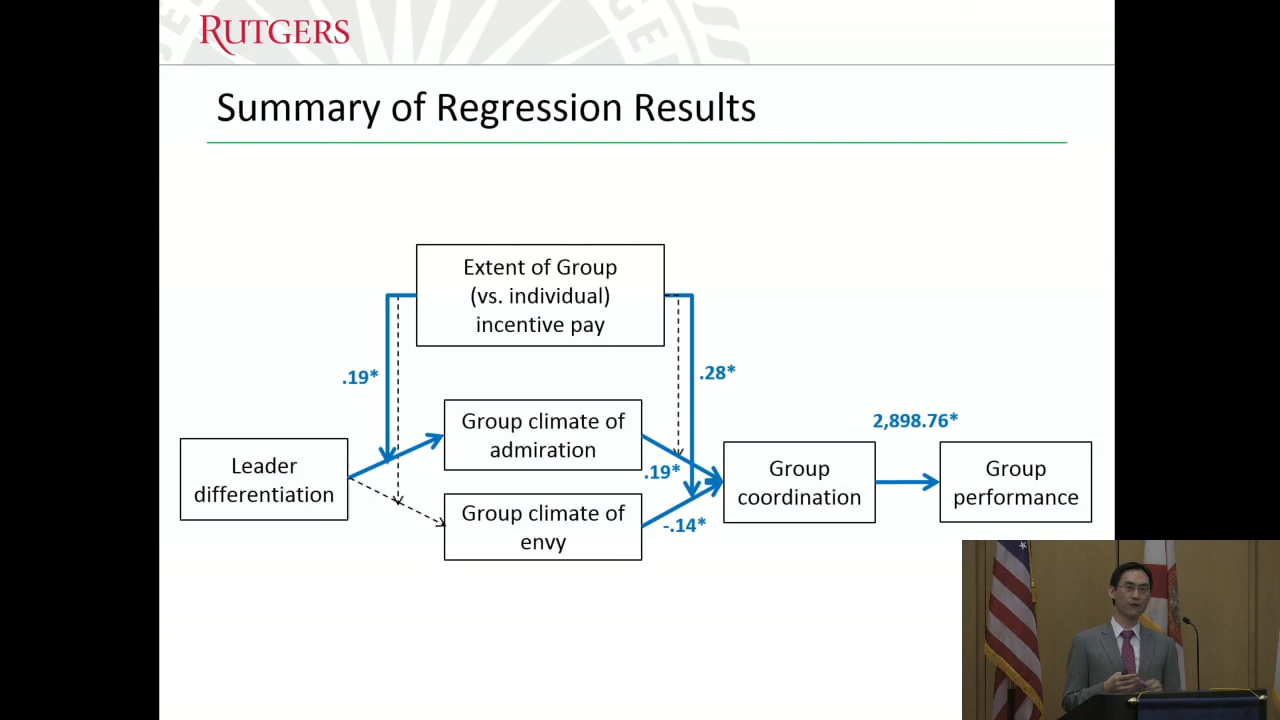 RUTGERS
Summary of Regression Results
Extent of Group
(vs. individual)
incentive pay
.19*
.28*
Group climate of
admiration
2,898.76*
Leader
differentiation
.19*
Group
coordination
Group
performance
Group climate of
envy
-.14*